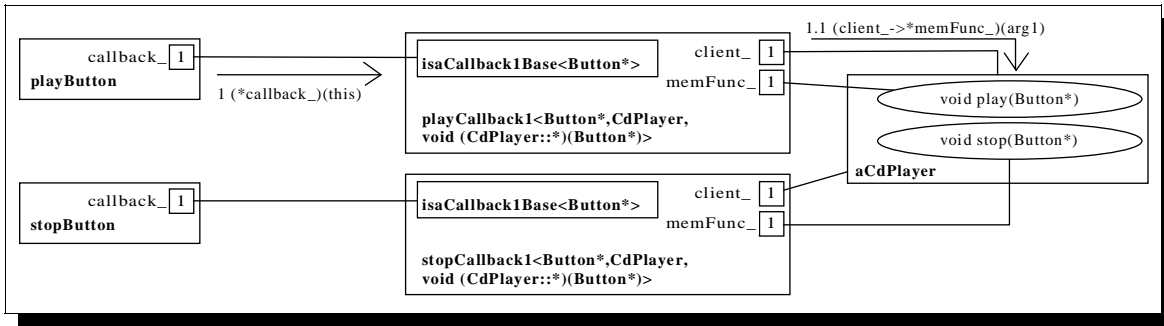 callback_ 1
playButton
1 (*callback_)(this)
isaCallback1Base<Button*>
client_ 1
memFunc_ 1
playCallback1<Button*,CdPlayer,
void (CdPlayer::*)(Button*)>
1.1 (client_->*memFunc_)(arg1)
void play(Button*)
void stop(Button*)
aCdPlayer
callback_ 1
stopButton
isaCallback1Base<Button*>
client_ 1
memFunc_ 1
stopCallback1<Button*,CdPlayer,
void (CdPlayer::*)(Button*)>